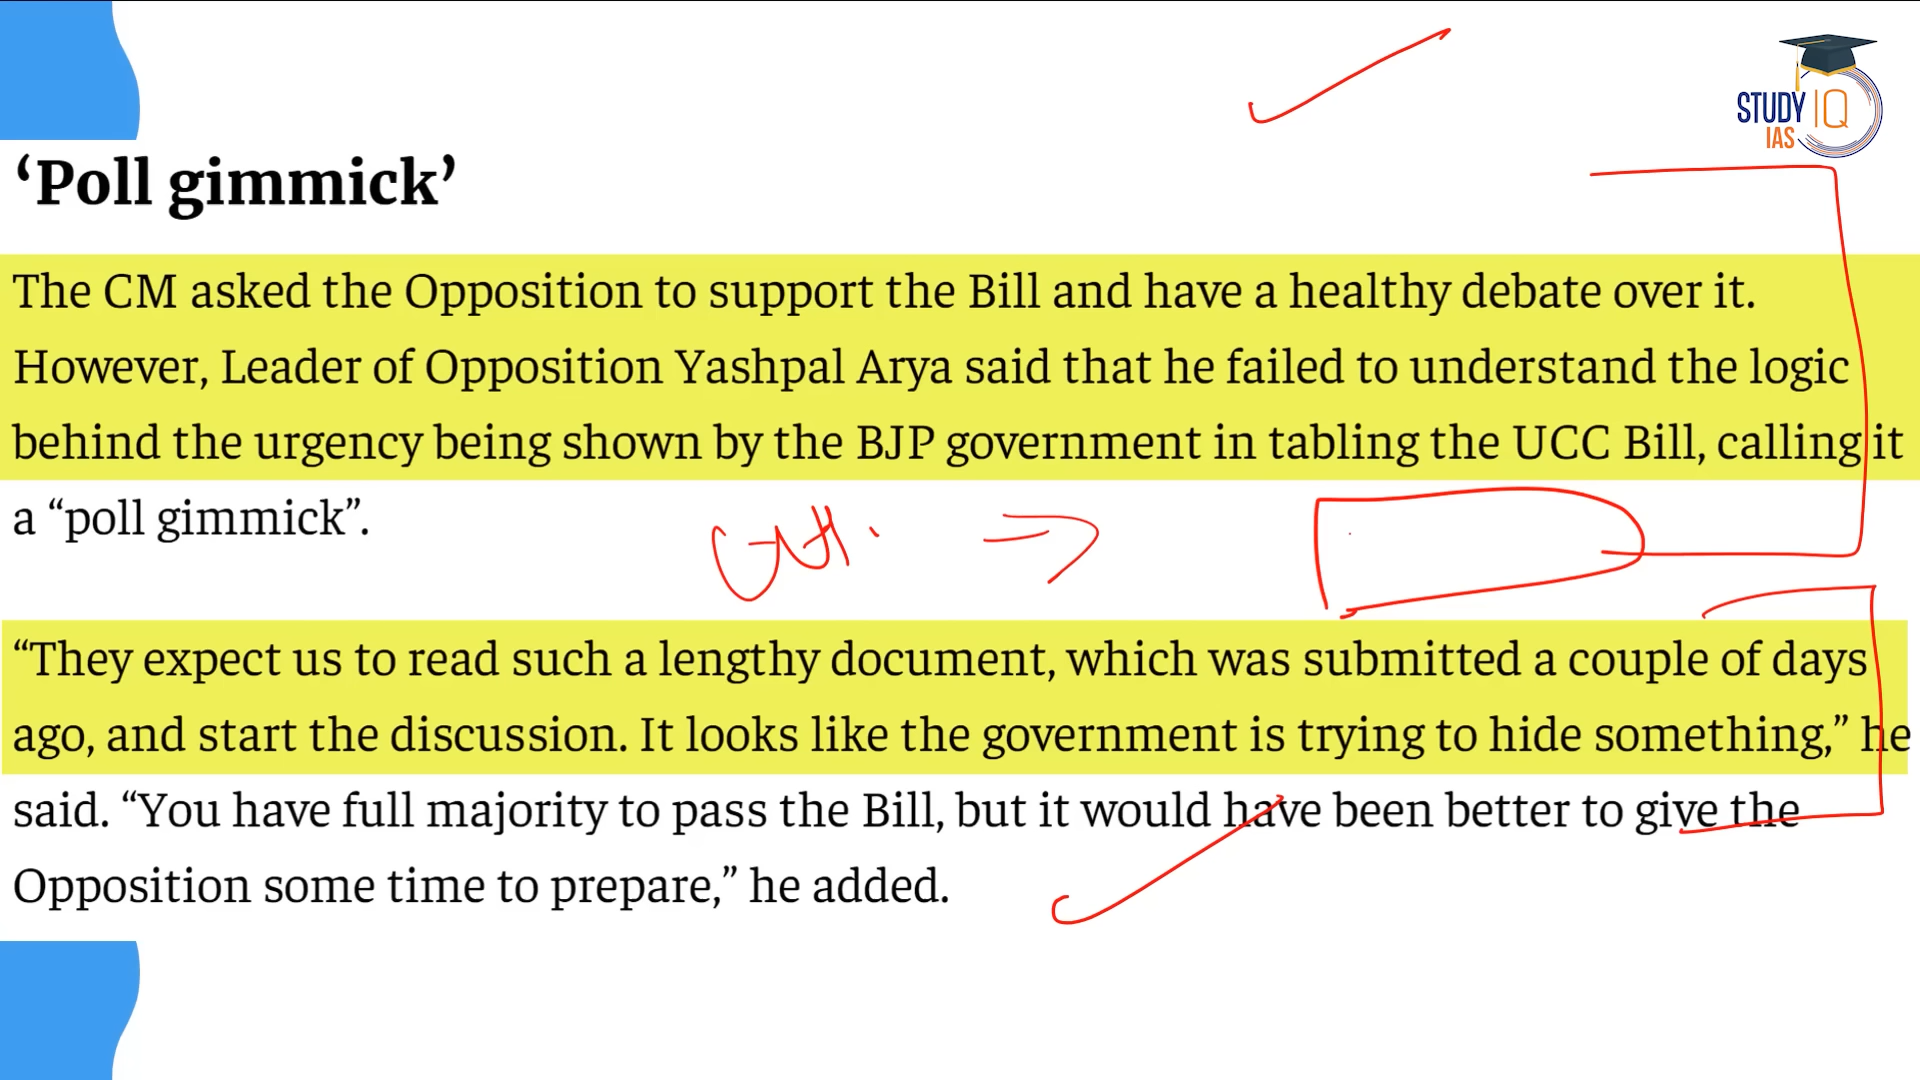 STUDY IQ
IAS
‘Poll gimmick’
The CM asked the Opposition to support the Bill and have a healthy debate over it.
However, Leader of Opposition Yashpal Arya said that he failed to understand the logic
behind the urgency being shown by the BJP government in tabling the UCC Bill, calling it
a “poll gimmick”.
“They expect us to read such a lengthy document, which was submitted a couple of days
ago, and start the discussion. It looks like the government is trying to hide something,” he
said. “You have full majority to pass the Bill, but it would have been better to give the
Opposition some time to prepare,” he added.